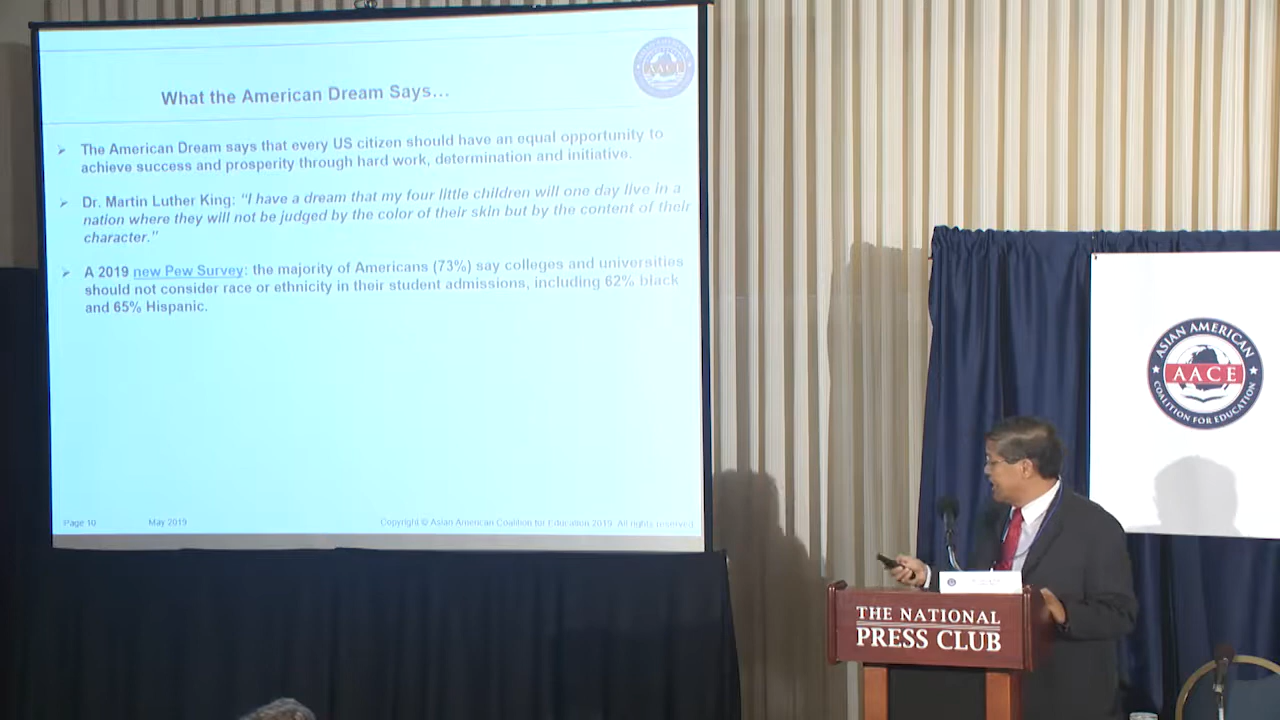 ASIAN AMERICAN
AACE
What the American Dream Says...
➢ The American Dream says that every US citizen should have an equal opportunity to
achieve success and prosperity through hard work, determination and initiative.
➢ Dr. Martin Luther King: "I have a dream that my four little children will one day live in a
nation where they will not be judged by the color of their skin but by the content of their
character."
➢ A 2019 new Pew Survey: the majority of Americans (73%) say colleges and universities
should not consider race or ethnicity in their student admissions, including 62% black
and 65% Hispanic.
Page 10 May 2019 Copyright © Asian American Coalition for Education 2019. All rights reserved
ASIAN AMERICAN
AACE
COALITION FOR EDUCATION
THE NATIONAL
PRESS CLUB